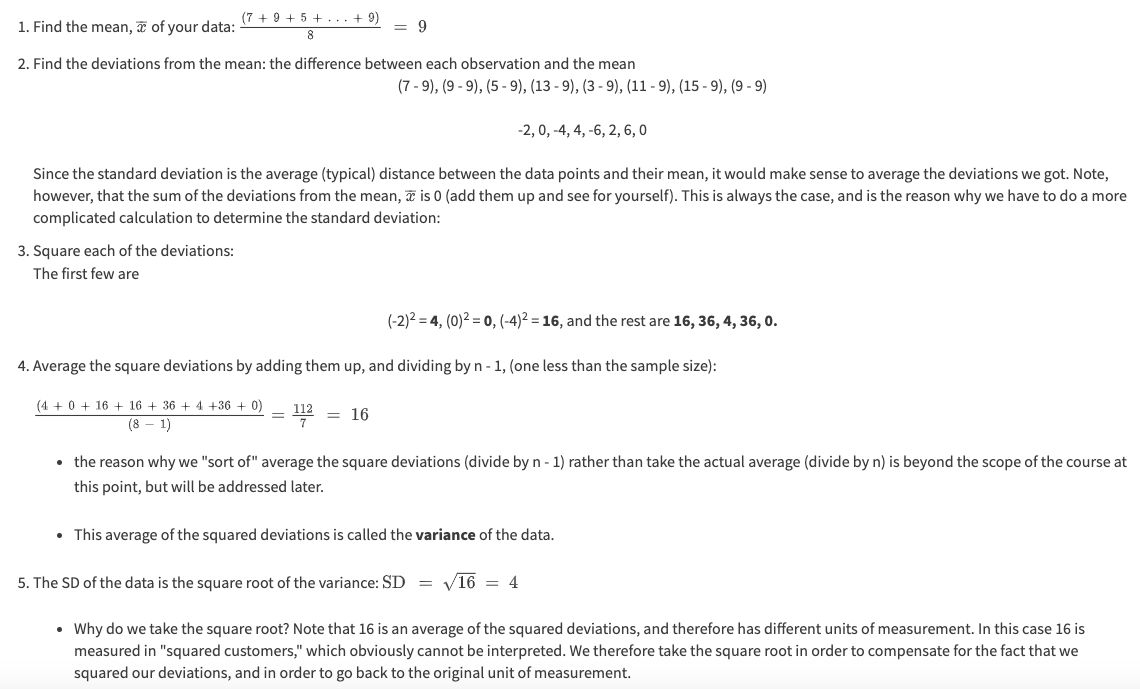 1. Find the mean, x̅ of your data: (7 + 9 + 5 + . . . + 9) / 8 = 9
2. Find the deviations from the mean: the difference between each observation and the mean
(7 - 9), (9 - 9), (5 - 9), (13 - 9), (3 - 9), (11 - 9), (15 - 9), (9 - 9)
-2, 0, -4, 4, -6, 2, 6, 0
Since the standard deviation is the average (typical) distance between the data points and their mean, it would make sense to average the deviations we got. Note,
however, that the sum of the deviations from the mean, x̅ is 0 (add them up and see for yourself). This is always the case, and is the reason why we have to do a more
complicated calculation to determine the standard deviation:
3. Square each of the deviations:
The first few are
(-2)² = 4, (0)² = 0, (-4)² = 16, and the rest are 16, 36, 4, 36, 0.
4. Average the square deviations by adding them up, and dividing by n - 1, (one less than the sample size):
(4 + 0 + 16 + 16 + 36 + 4 +36 + 0) / (8 − 1) = 112 / 7 = 16
• the reason why we "sort of" average the square deviations (divide by n - 1) rather than take the actual average (divide by n) is beyond the scope of the course at
this point, but will be addressed later.
• This average of the squared deviations is called the variance of the data.
5. The SD of the data is the square root of the variance: SD = √16 = 4
• Why do we take the square root? Note that 16 is an average of the squared deviations, and therefore has different units of measurement. In this case 16 is
measured in "squared customers," which obviously cannot be interpreted. We therefore take the square root in order to compensate for the fact that we
squared our deviations, and in order to go back to the original unit of measurement.